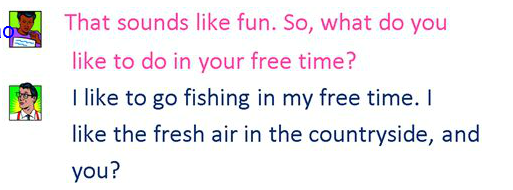 That sounds like fun. So, what do you
like to do in your free time?
I like to go fishing in my free time. I
like the fresh air in the countryside, and
you?